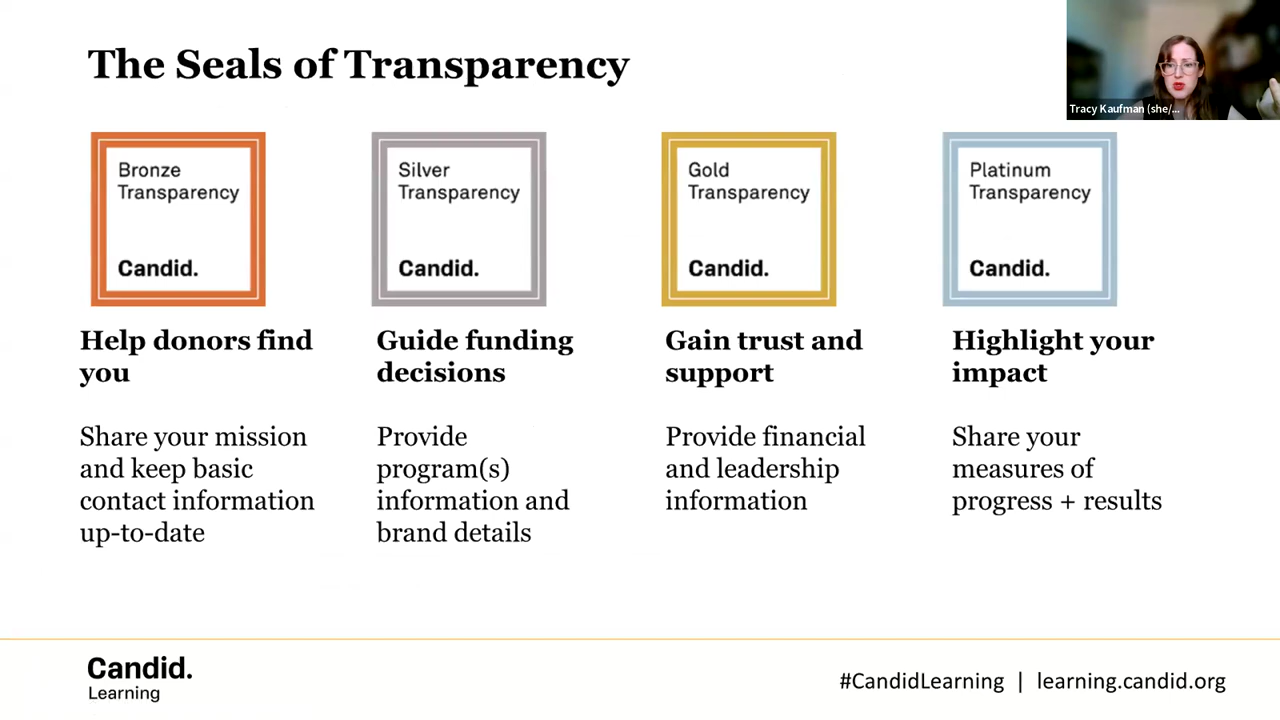 The Seals of Transparency
Tracy Kaufman (she/...
Bronze
Transparency
Candid.
Silver
Transparency
Candid.
Gold
Transparency
Candid.
Platinum
Transparency
Candid.
Help donors find
you
Share your mission
and keep basic
contact information
up-to-date
Guide funding
decisions
Provide
program(s)
information and
brand details
Gain trust and
support
Provide financial
and leadership
information
Highlight your
impact
Share your
measures of
progress + results
Candid.
Learning
#CandidLearning | learning.candid.org